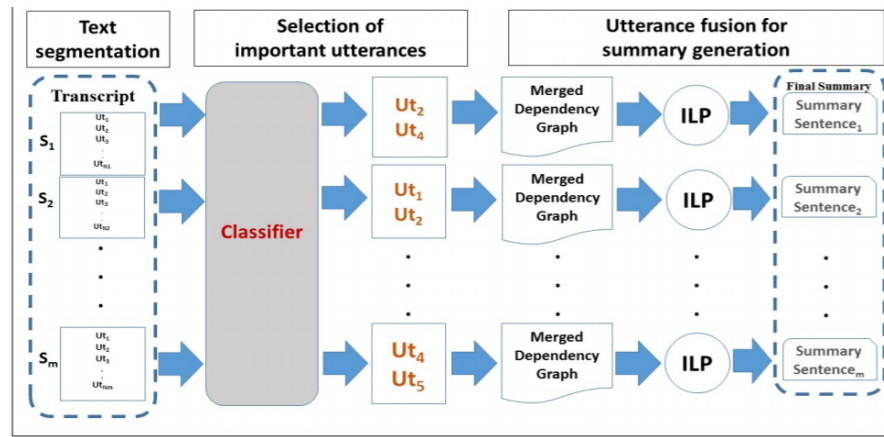 Text
segmentation
Selection of
important utterances
Utterance fusion for
summary generation
Transcript
S1
Ut1
Ut2
Ut3
.
.
UtN1
S2
Ut1
Ut2
Ut3
.
.
UtN2
.
.
.
Sm
Ut1
Ut2
Ut3
.
.
UtNm
Classifier
Ut2
Ut4
Ut1
Ut2
.
.
.
Ut4
Ut5
Merged
Dependency
Graph
Merged
Dependency
Graph
.
.
.
Merged
Dependency
Graph
ILP
ILP
.
.
.
ILP
Final Summary
Summary
Sentence1
Summary
Sentence2
.
.
.
Summary
Sentencem